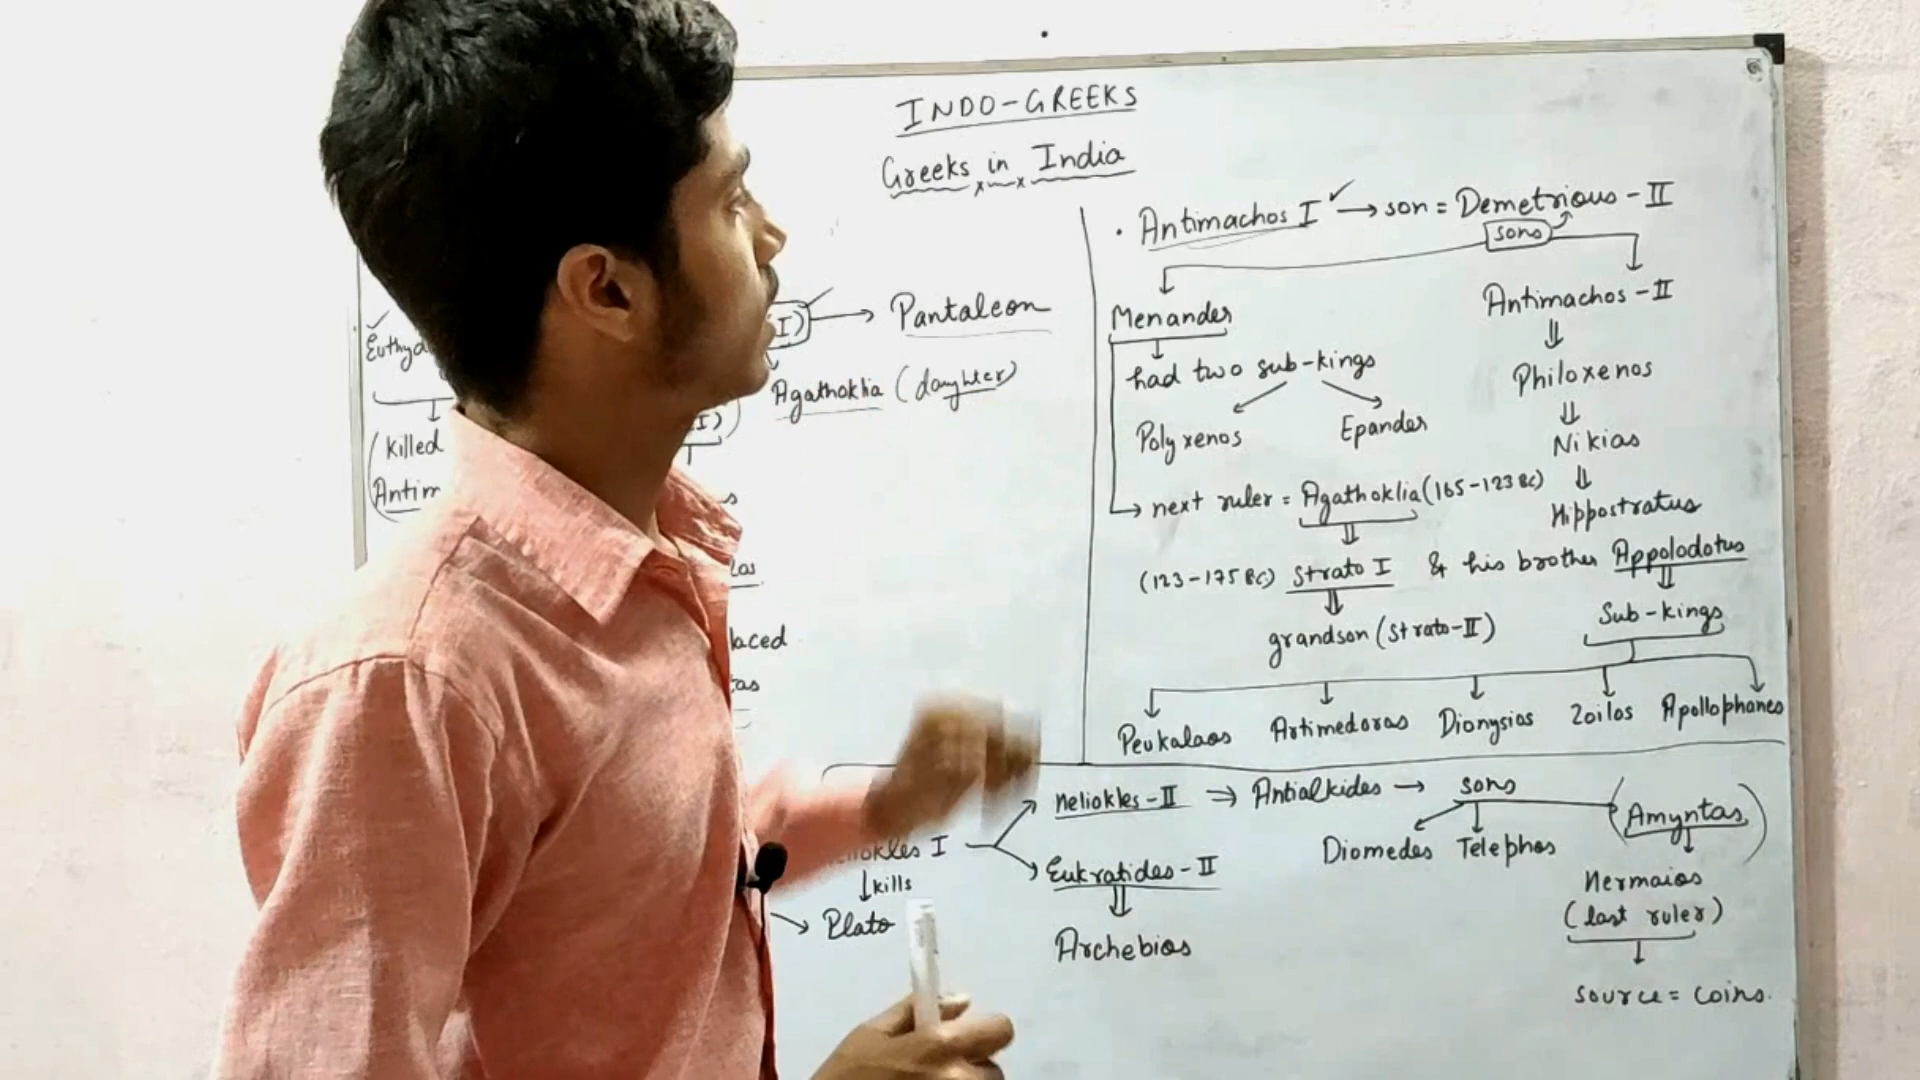 INDO-GREEKS
Greeks in India
Euthyd
I) → Pantaleon
Agathoklia (daughter)
I)
(Killed
Antim
laced
Plato
kills
okles I
• Antimachos I → son = Demetrious - II
sons
Menander
Antimachos - II
had two sub-kings
Philoxenos
Polyxenos
Epander
Nikias
→ next ruler = Agathoklia (165-123 BC)
Hippostratus
(123-175 BC) Strato I & his brother Appolodotus
grandson (Strato-II)
Sub-kings
Peukalaos Artimedoras Dionysios Zoilos Apollophanes
Heliokles - II ⇒ Antialkides → sons
(Amyntas)
Diomedes Telephos
Eukratides - II
Hermaios
(last ruler)
Archebios
source = coins.